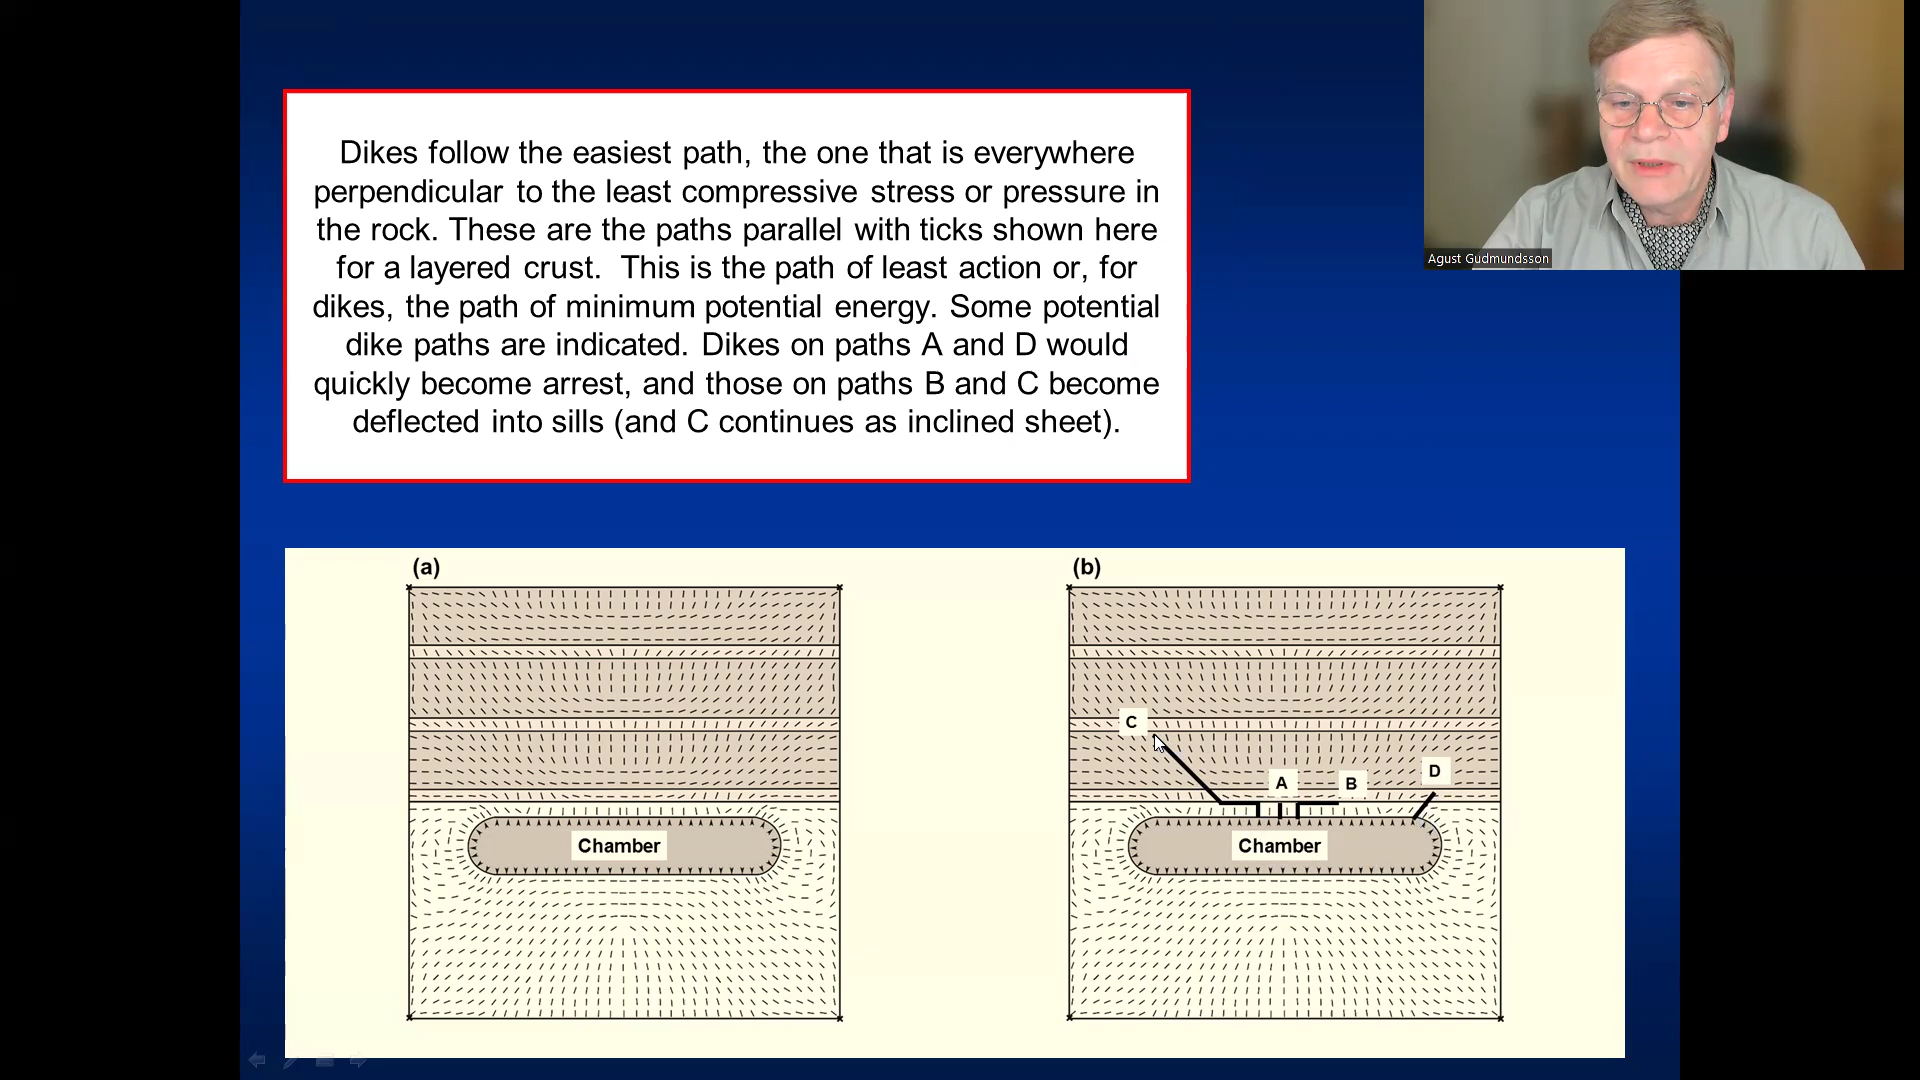 Dikes follow the easiest path, the one that is everywhere
perpendicular to the least compressive stress or pressure in
the rock. These are the paths parallel with ticks shown here
for a layered crust. This is the path of least action or, for
dikes, the path of minimum potential energy. Some potential
dike paths are indicated. Dikes on paths A and D would
quickly become arrest, and those on paths B and C become
deflected into sills (and C continues as inclined sheet).
Agust Gudmundsson
(a)
Chamber
(b)
C
A
B
D
Chamber